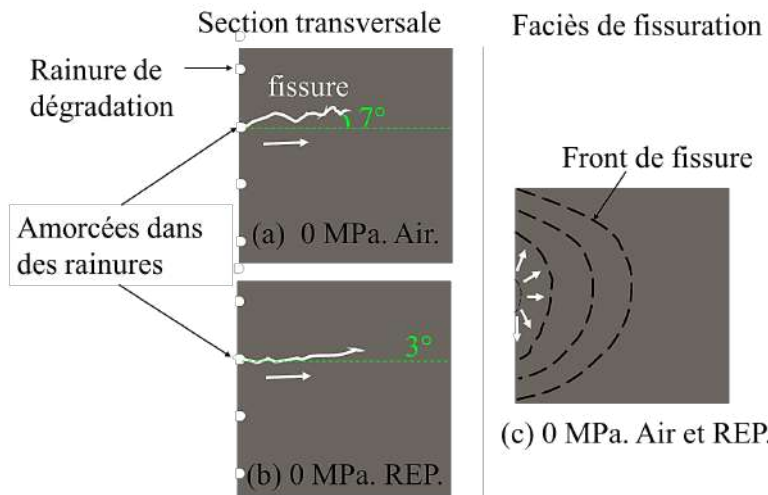 Section transversale
Faciès de fissuration
Rainure de
dégradation
fissure
7°
Amorcées dans
des rainures
(a) 0 MPa. Air.
3°
(b) 0 MPa. REP.
Front de fissure
(c) 0 MPa. Air et REP.